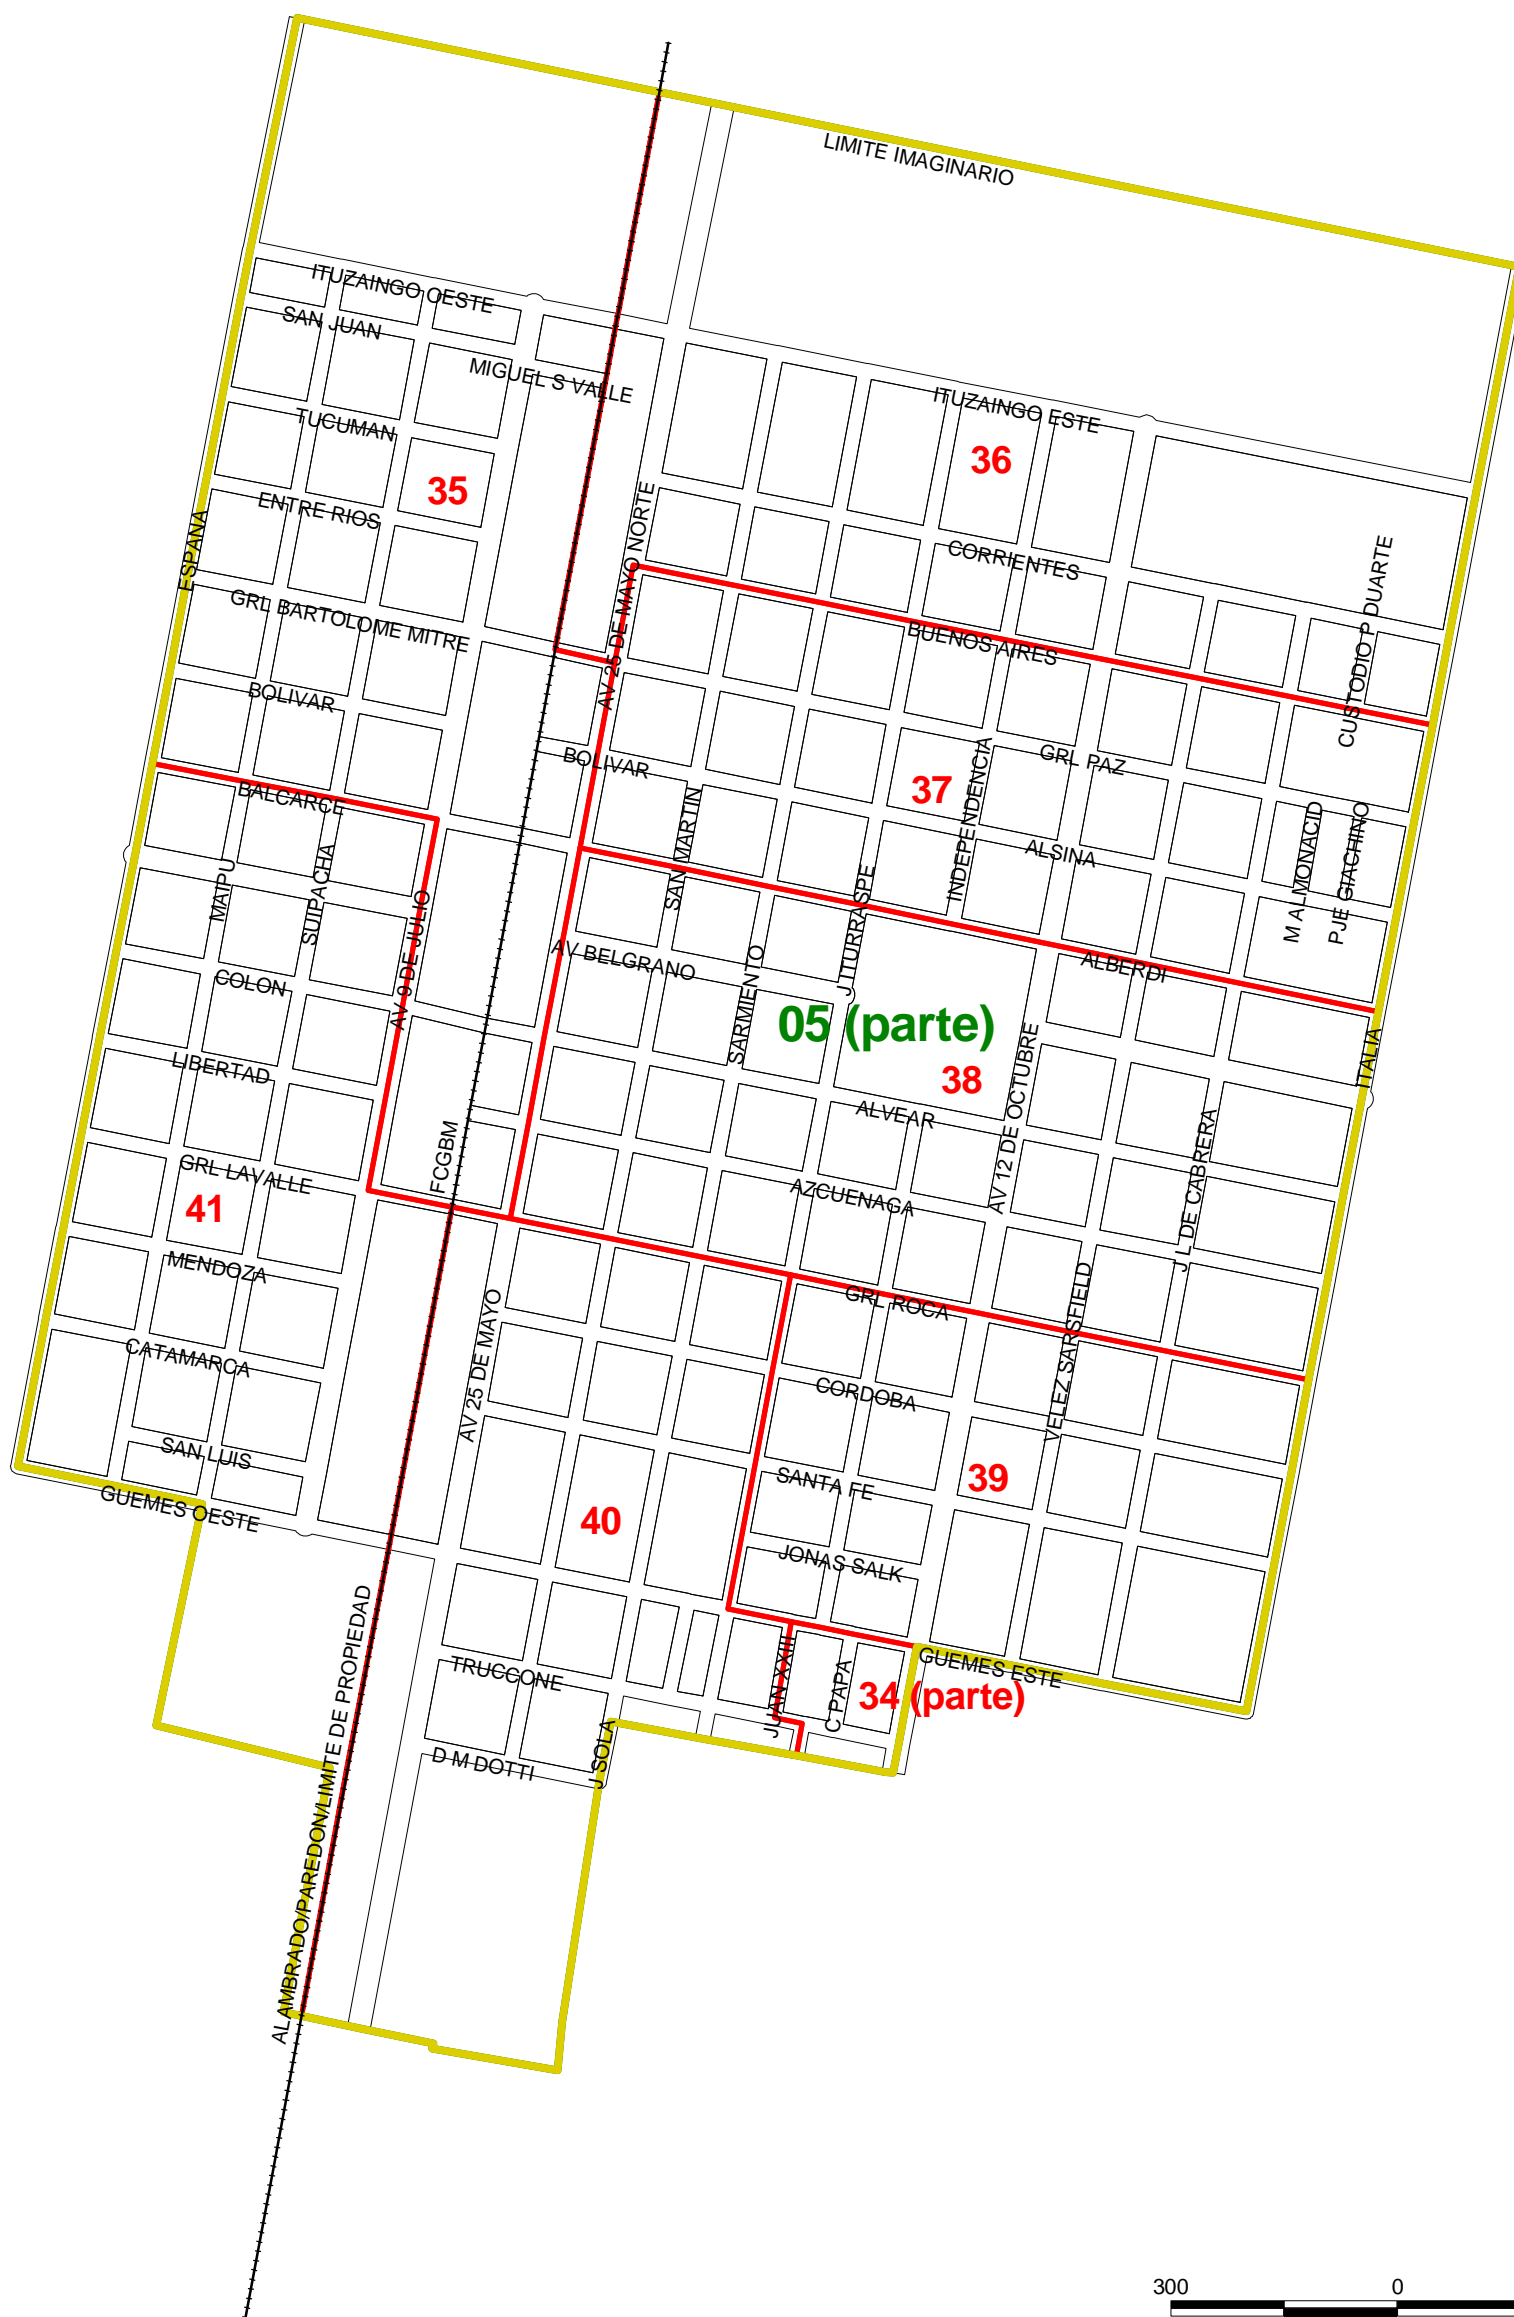 LIMITE IMAGINARIO
ITUZAINGO OESTE
SAN JUAN
MIGUEL S VALLE
ITUZAINGO ESTE
TUCUMAN
36
35
ENTRE RIOS
ESPANA
AV 25 DE MAYO NORTE
CORRIENTES
CUSTODIO P DUARTE
GRL BARTOLOME MITRE
BUENOS AIRES
BOLIVAR
BOLIVAR
GRL PAZ
37
INDEPENDENCIA
BALCARCE
SAN MARTIN
ALSINA
M ALMONACID
PJE GIACHINO
MAIPU
SUIPACHA
J ITURRASPE
AV 9 DE JULIO
AV BELGRANO
ALBERDI
COLON
SARMIENTO
05 (parte)
ITALIA
LIBERTAD
38
AV 12 DE OCTUBRE
ALVEAR
FCGBM
J L DE CABRERA
GRL LAVALLE
AZCUENAGA
41
MENDOZA
GRL ROCA
VELEZ SARSFIELD
AV 25 DE MAYO
CATAMARCA
CORDOBA
SAN LUIS
SANTA FE
39
GUEMES OESTE
40
JONAS SALK
ALAMBRADO/PAREDON/LIMITE DE PROPIEDAD
TRUCCONE
JUAN XXIII
C PAPA
GUEMES ESTE
34 (parte)
D M DOTTI
J SOLA
300 0